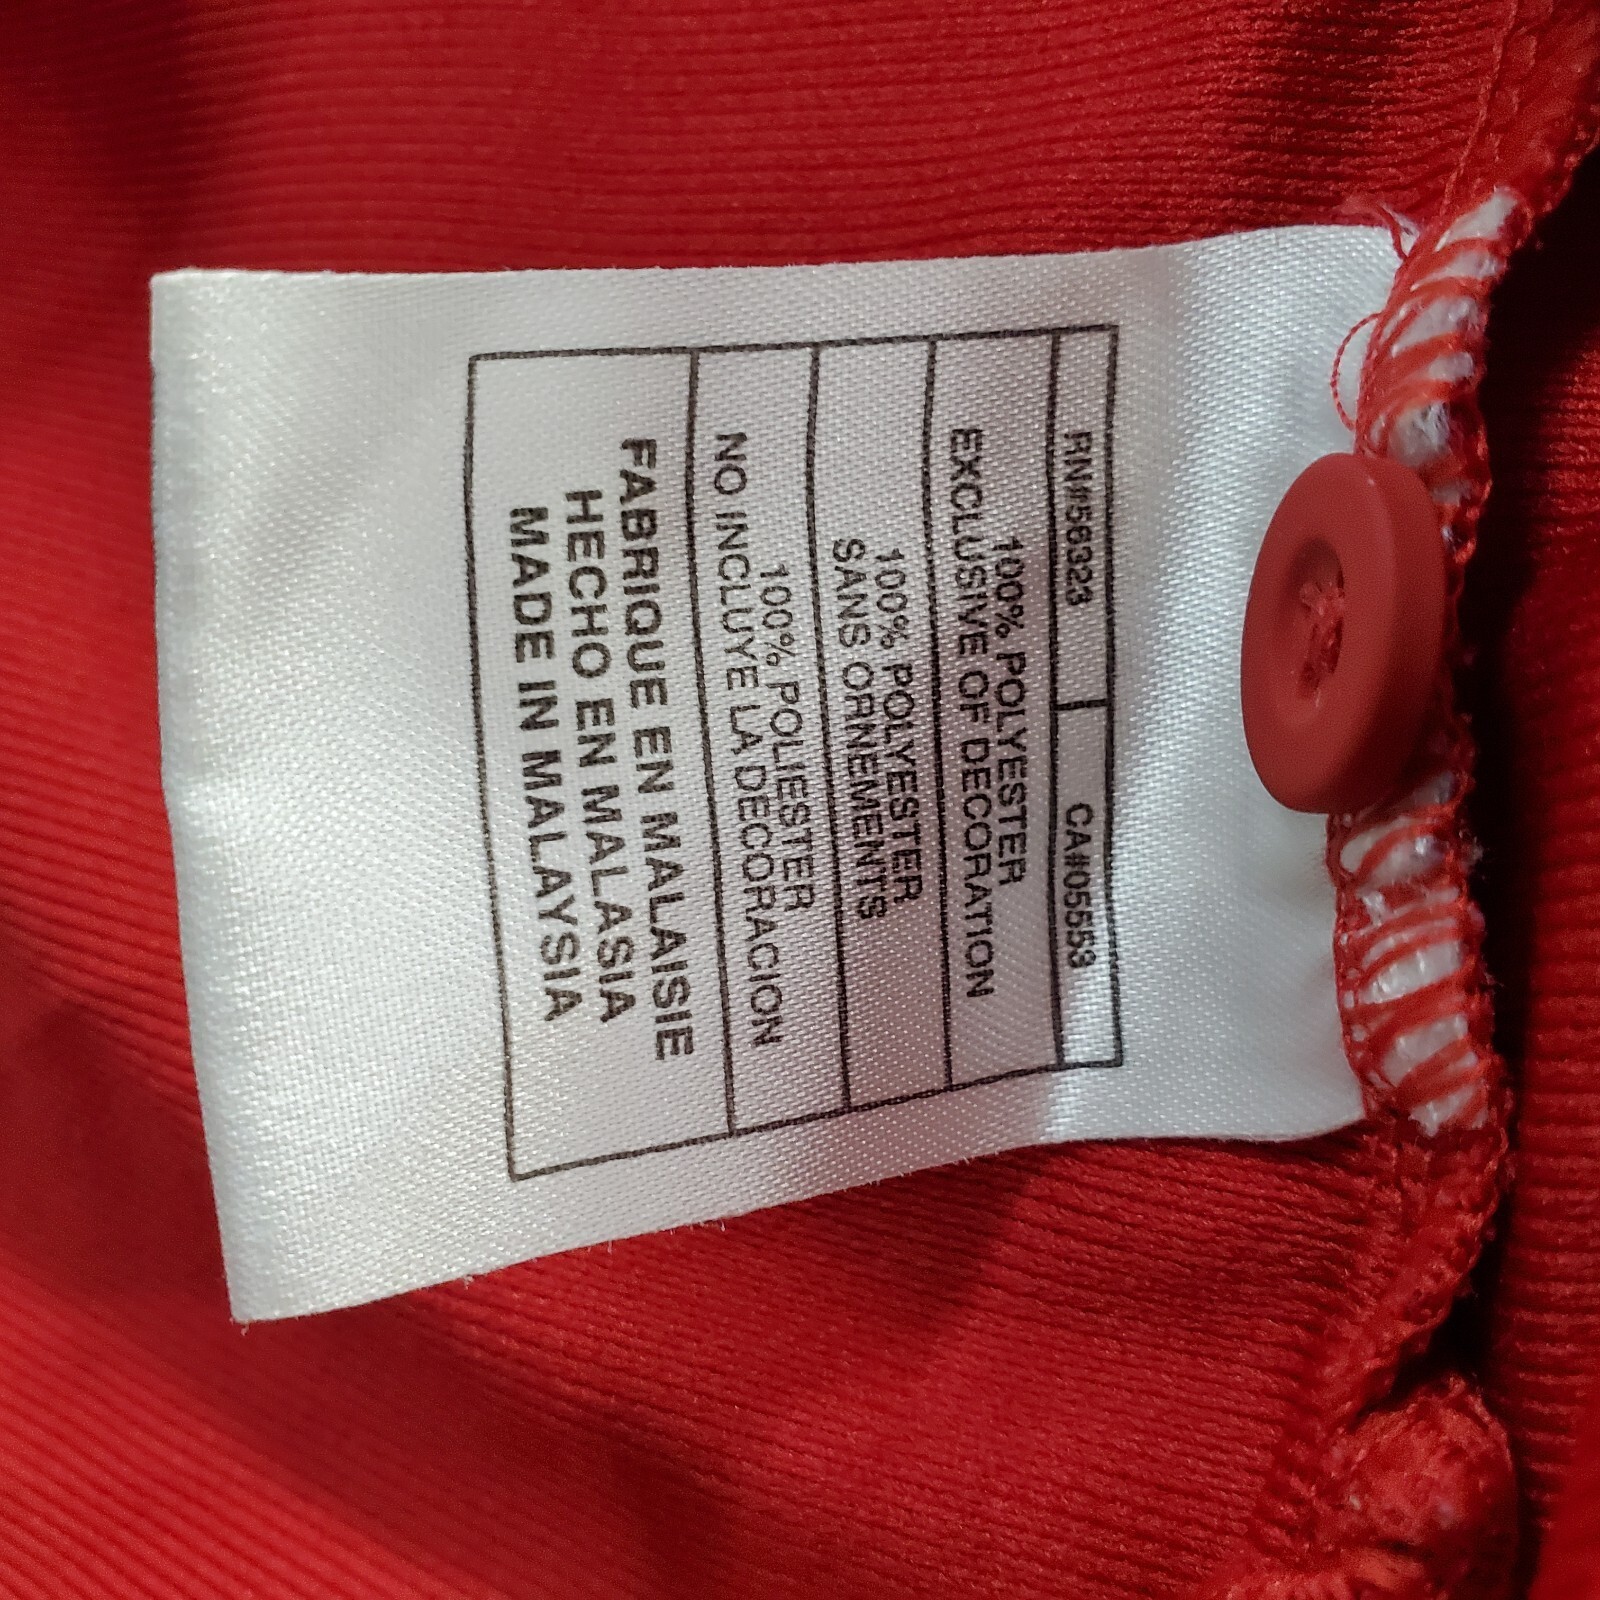 RN#56323 CA#05553
100% POLYESTER
EXCLUSIVE OF DECORATION
100% POLYESTER
SANS ORNEMENTS
100% POLIESTER
NO INCLUYE LA DECORACION
FABRIQUE EN MALAISIE
HECHO EN MALASIA
MADE IN MALAYSIA